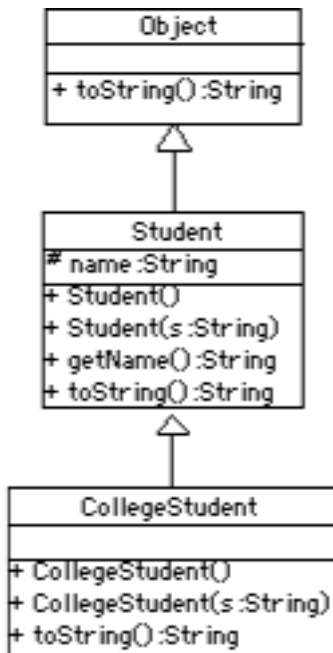 Object
+ toString() :String
Student
# name :String
+ Student()
+ Student(s :String)
+ getName() :String
+ toString() :String
CollegeStudent
+ CollegeStudent()
+ CollegeStudent(s :String)
+ toString() :String